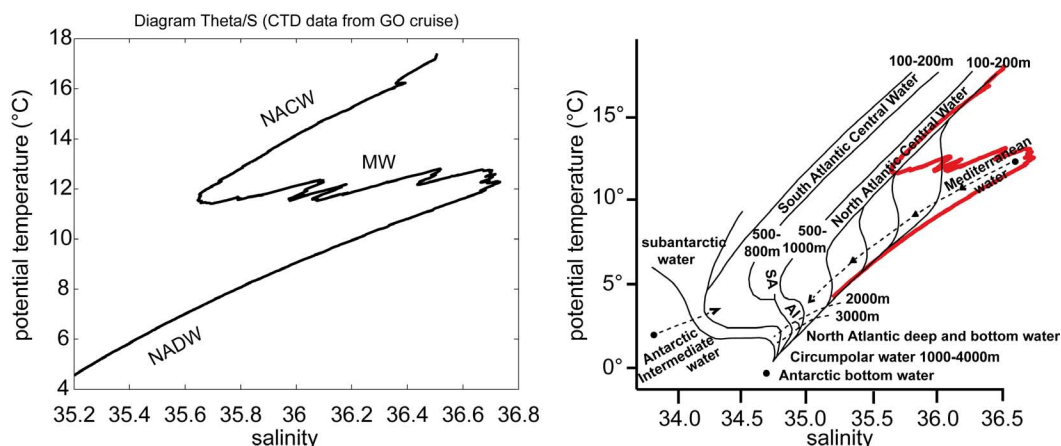 Diagram Theta/S (CTD data from GO cruise)
18
16
14
12
10
8
6
4
potential temperature (°C)
NACW
MW
NADW
35.2 35.4 35.6 35.8 36 36.2 36.4 36.6 36.8
salinity
15°
10°
5°
0°
potential temperature (°C)
100-200m
100-200m
South Atlantic Central Water
North Atlantic Central Water
Mediterranean
water
subantarctic
water
500-
800m
500-
1000m
SA
AI
2000m
3000m
North Atlantic deep and bottom water
Antarctic
Intermediate
water
Circumpolar water 1000-4000m
Antarctic bottom water
34.0 34.5 35.0 35.5 36.0 36.5
salinity